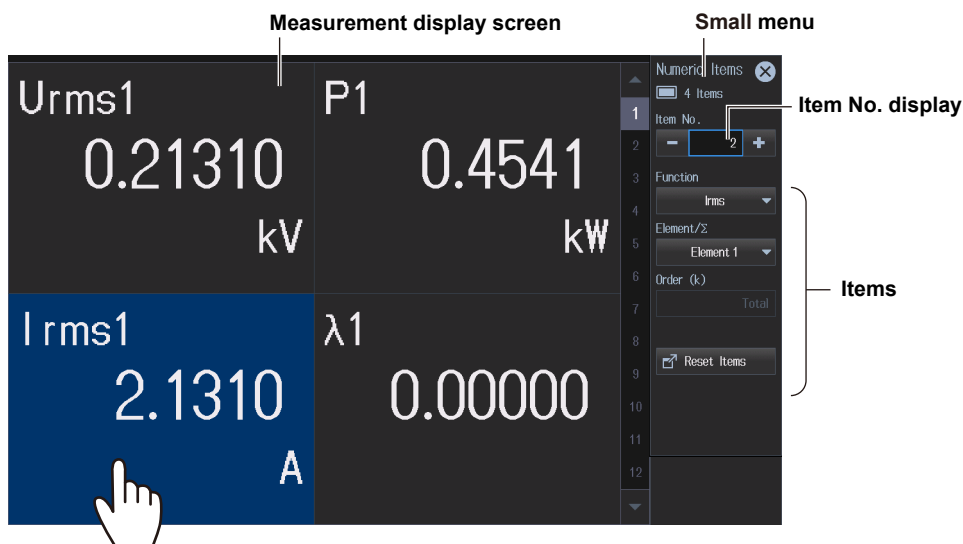 Measurement display screen
Small menu
Urms1
0.21310
kV
P1
0.4541
kW
Irms1
2.1310
A
λ1
0.00000
1
2
3
4
5
6
7
8
9
10
11
12
Numeric Items
4 Items
Item No.
2
Function
Irms
Element/Σ
Element 1
Order (k)
Total
Reset Items
Item No. display
Items